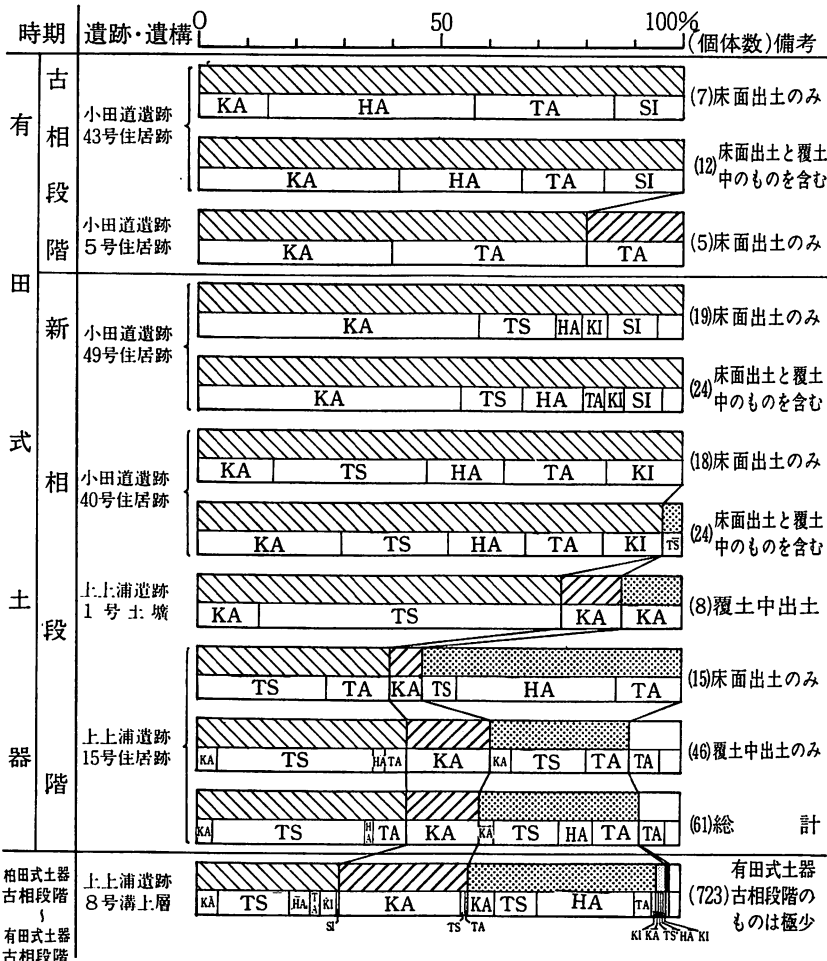 時期 遺跡・遺構 0 50 100% (個体数)備考
有田式土器
古相段階
小田道遺跡
43号住居跡
KA HA TA SI
(7)床面出土のみ
KA HA TA SI
(12)床面出土と覆土
中のものを含む
小田道遺跡
5号住居跡
KA TA TA
(5)床面出土のみ
新相段階
小田道遺跡
49号住居跡
KA TS HA KI SI
(19)床面出土のみ
KA TS HA TA KI SI
(24)床面出土と覆土
中のものを含む
小田道遺跡
40号住居跡
KA TS HA TA KI
(18)床面出土のみ
KA TS HA TA KI TS
(24)床面出土と覆土
中のものを含む
上上浦遺跡
1号土壙
KA TS KA KA
(8)覆土中出土
上上浦遺跡
15号住居跡
TS TA KA TS HA TA
(15)床面出土のみ
KA TS HA TA KA KA TS TA TA
(46)覆土中出土のみ
KA TS HA TA KA KA TS HA TA TA
(61)総計
柏田式土器
古相段階
~
有田式土器
古相段階
上上浦遺跡
8号溝上層
KA TS HA TA KI KA KA TS HA TA
SI TS TA KI KA TS HA KI
(723)有田式土器
古相段階の
ものは極少